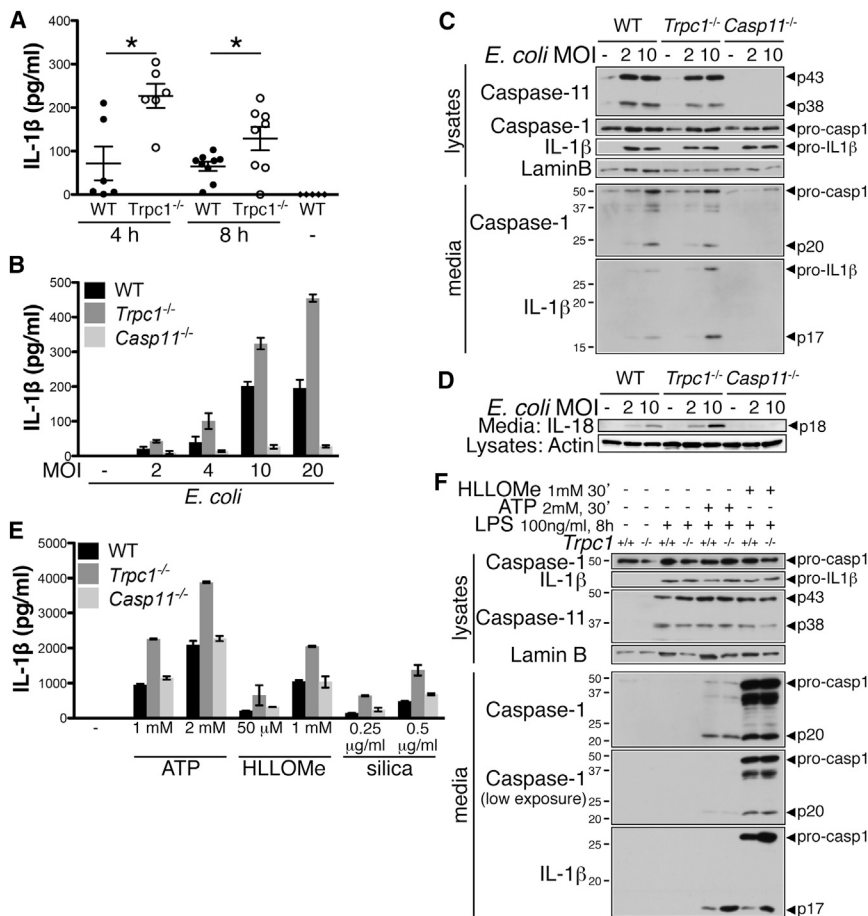 A
IL-1β (pg/ml)
400
300
200
100
0
*
*
WT Trpc1-/- WT Trpc1-/- WT
4 h 8 h -
B
IL-1β (pg/ml)
500
400
300
200
100
0
WT
Trpc1-/-
Casp11-/-
MOI - 2 4 10 20
E. coli
E
IL-1β (pg/ml)
5000
4000
3000
2000
1000
0
WT
Trpc1-/-
Casp11-/-
- 1 mM 2 mM 50 μM 1 mM 0.25 μg/ml 0.5 μg/ml
ATP HLLOMe silica
C
WT Trpc1-/- Casp11-/-
E. coli MOI - 2 10 - 2 10 - 2 10
lysates
Caspase-11
p43
p38
Caspase-1 pro-casp1
IL-1β pro-IL1β
LaminB
media
Caspase-1
50 pro-casp1
37
25 p20
IL-1β
25 pro-IL1β
20
15 p17
D
WT Trpc1-/- Casp11-/-
E. coli MOI - 2 10 - 2 10 - 2 10
Media: IL-18 p18
Lysates: Actin
F
HLLOMe 1mM 30' - - - - - - + +
ATP 2mM, 30' - - - - + + - -
LPS 100ng/ml, 8h - - + + + + + +
Trpc1 +/+ -/- +/+ -/- +/+ -/- +/+ -/-
lysates
Caspase-1 50 pro-casp1
IL-1β pro-IL1β
Caspase-11
50 p43
37 p38
Lamin B
media
Caspase-1
50 pro-casp1
37
25
20 p20
Caspase-1
(low exposure)
50 pro-casp1
37
25
20 p20
IL-1β
25 pro-casp1
20
p17